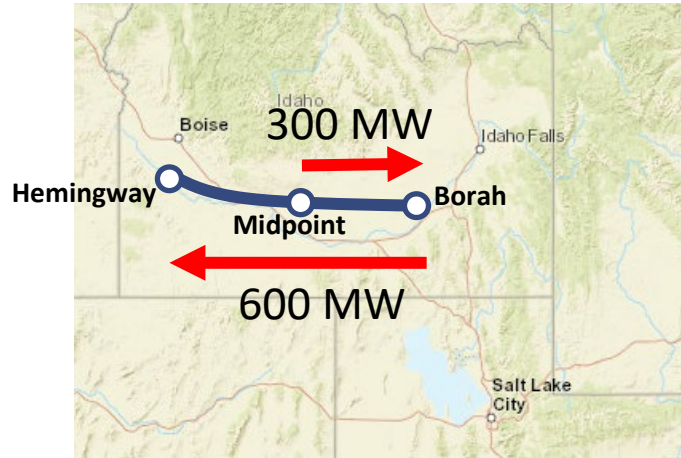 Idaho
Boise
300 MW
Idaho Falls
Hemingway
Borah
Midpoint
600 MW
Salt Lake
City